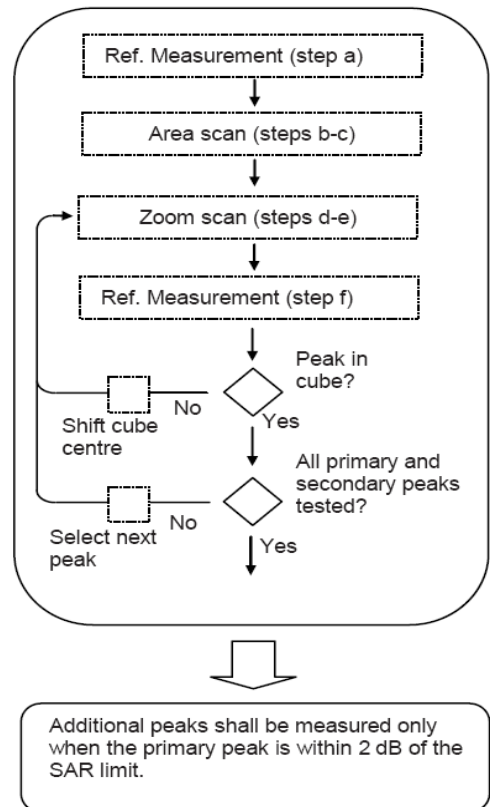 Ref. Measurement (step a)
Area scan (steps b-c)
Zoom scan (steps d-e)
Ref. Measurement (step f)
Peak in
cube?
No
Shift cube
centre
Yes
All primary and
secondary peaks
tested?
No
Select next
peak
Yes
Additional peaks shall be measured only
when the primary peak is within 2 dB of the
SAR limit.